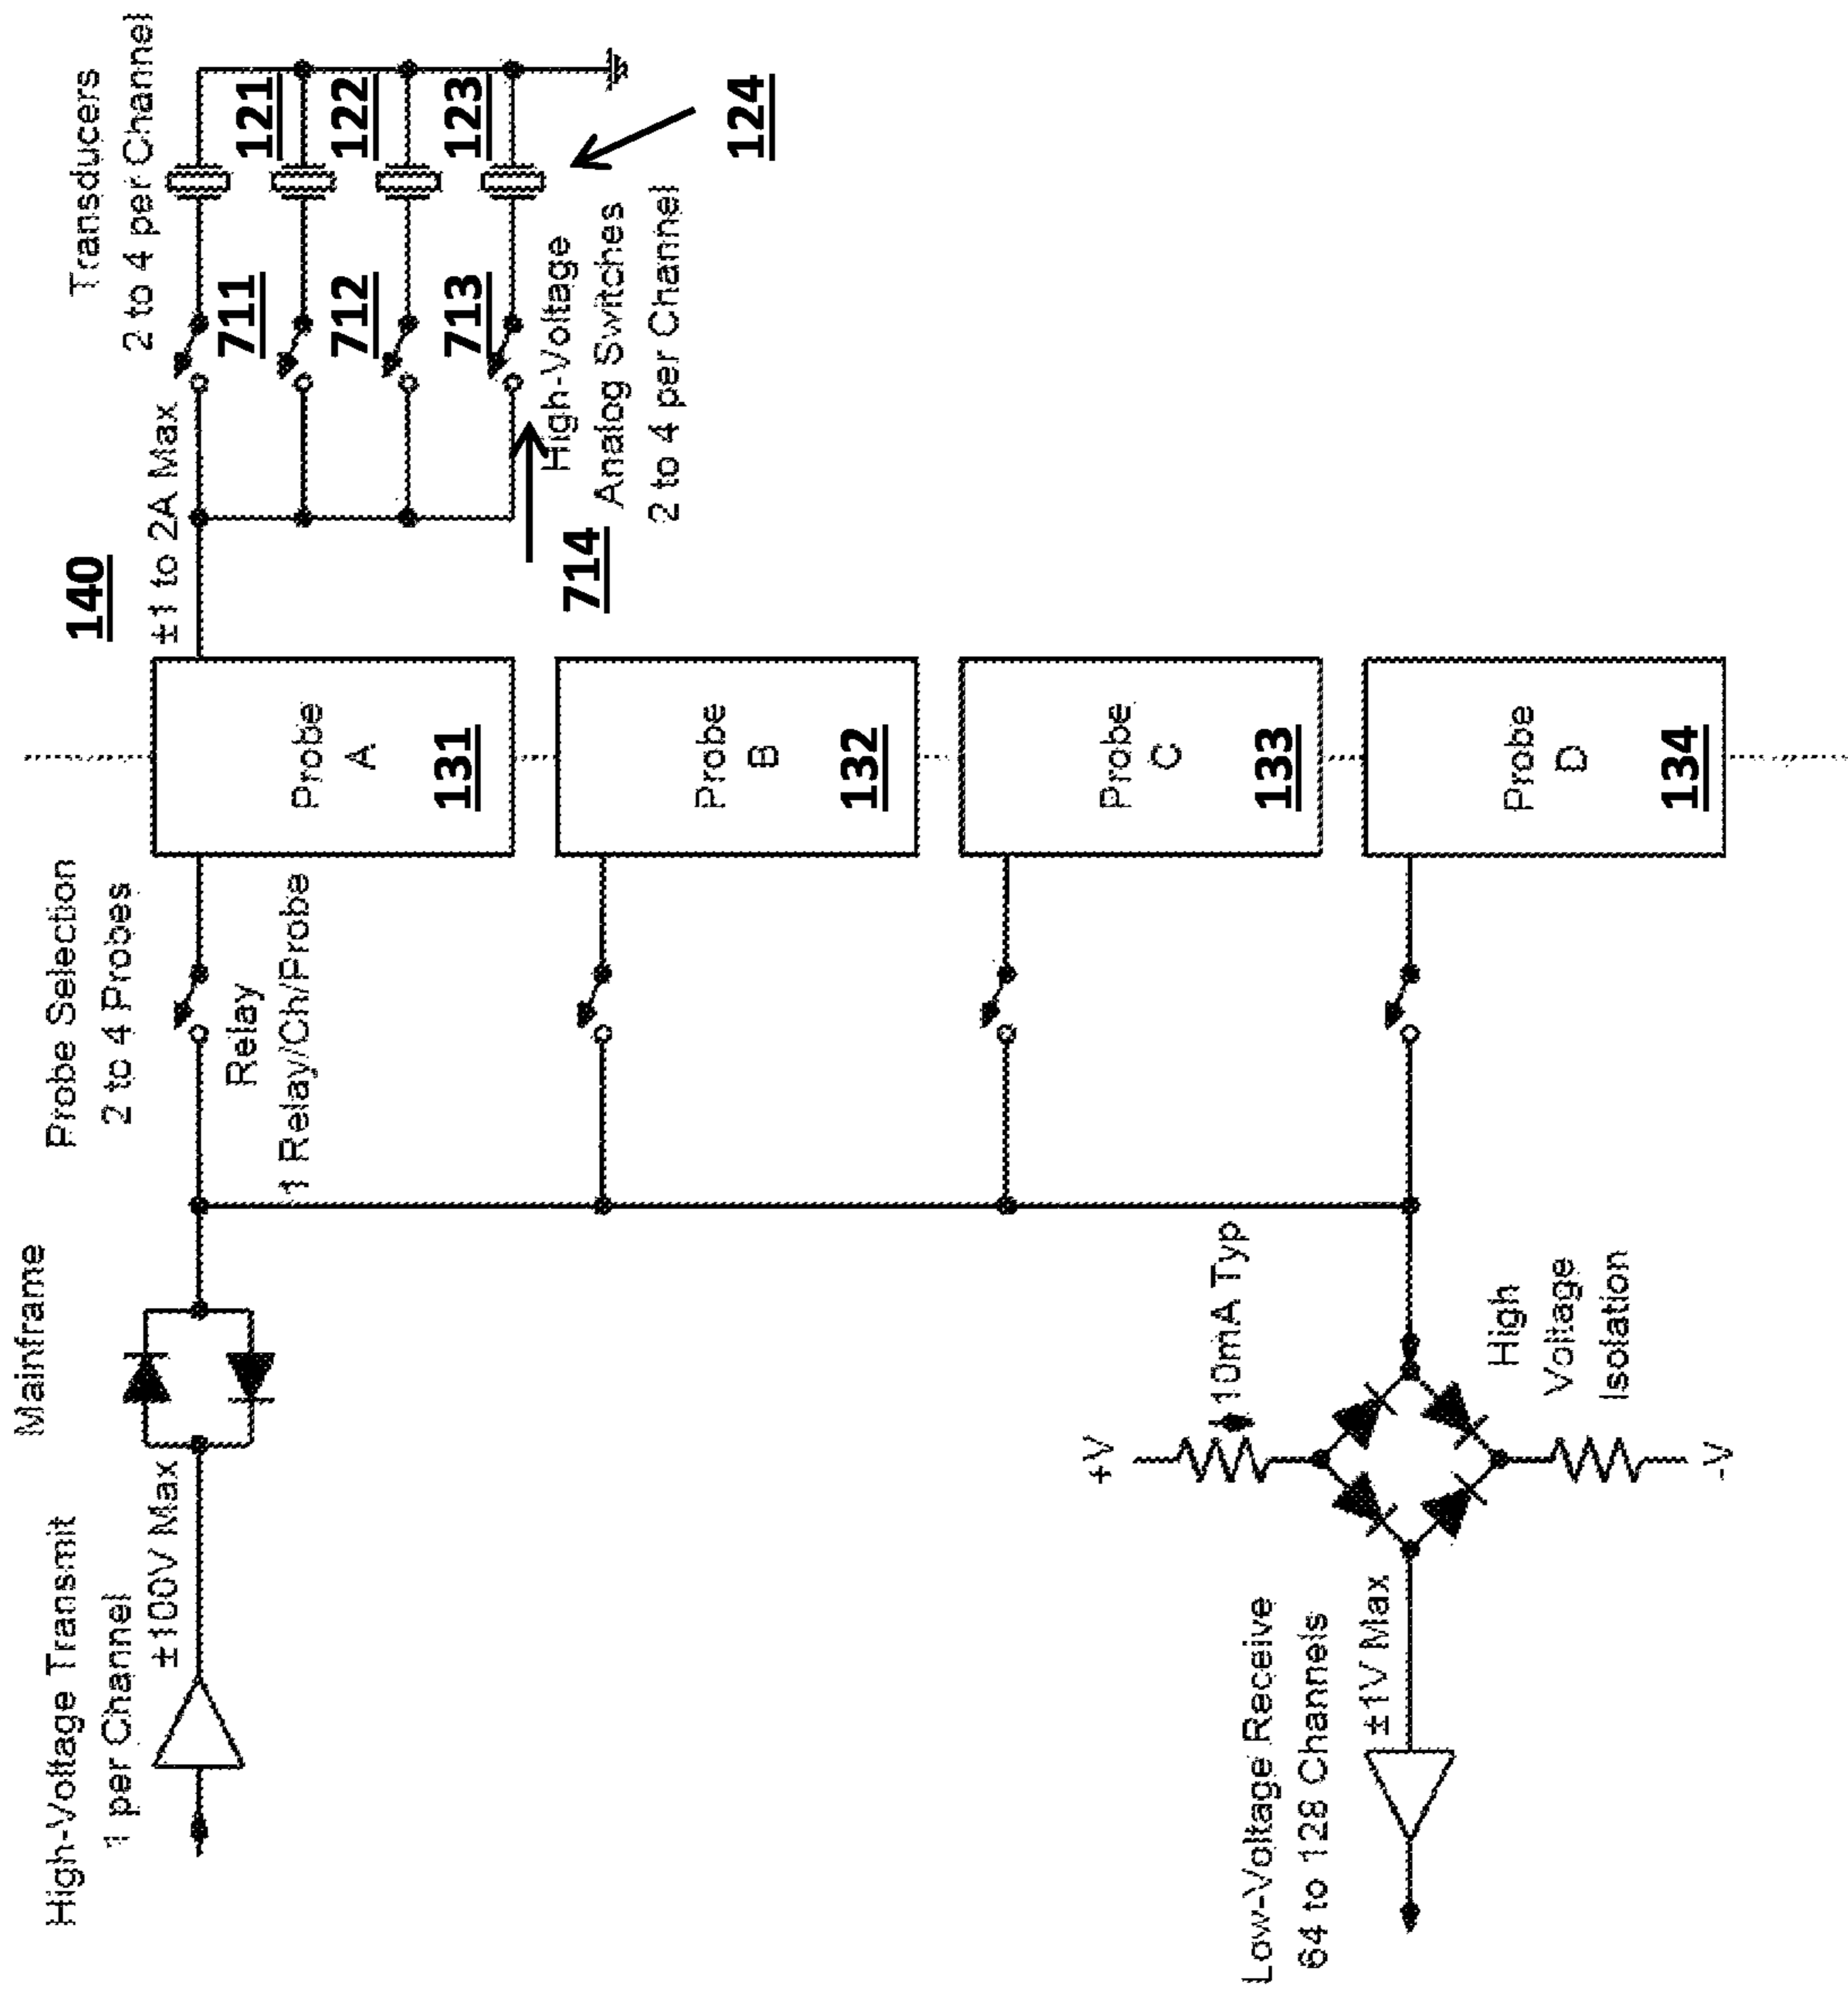 High-Voltage Transmit
1 per Channel
±100V Max
Mainframe
Probe Selection
2 to 4 Probes
Relay
1 Relay/Ch/Probe
140
±1 to 2A Max
Transducers
2 to 4 per Channel
711
121
712
122
713
123
714
High-Voltage
Analog Switches
2 to 4 per Channel
124
Probe
A
131
Probe
B
132
Probe
C
133
Probe
D
134
Low-Voltage Receive
64 to 128 Channels
±1V Max
+V
10mA Typ
-V
High
Voltage
Isolation